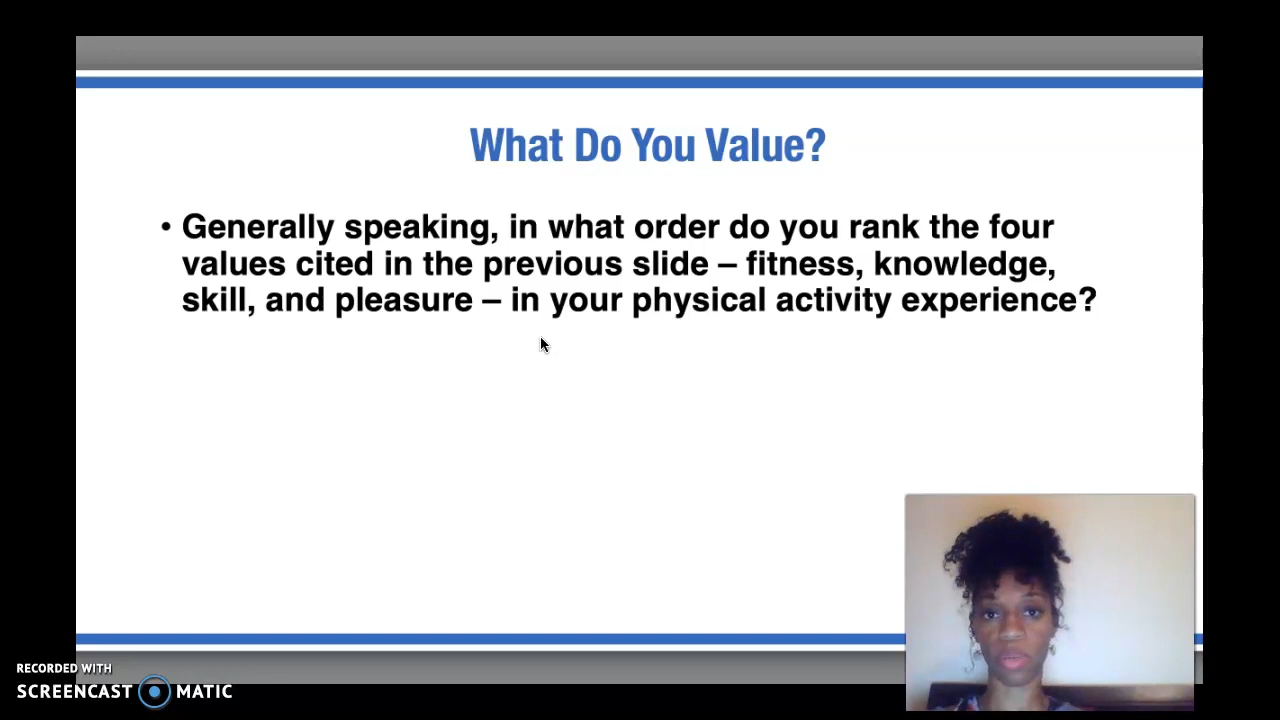 What Do You Value?
• Generally speaking, in what order do you rank the four
values cited in the previous slide – fitness, knowledge,
skill, and pleasure – in your physical activity experience?
RECORDED WITH
SCREENCAST MATIC